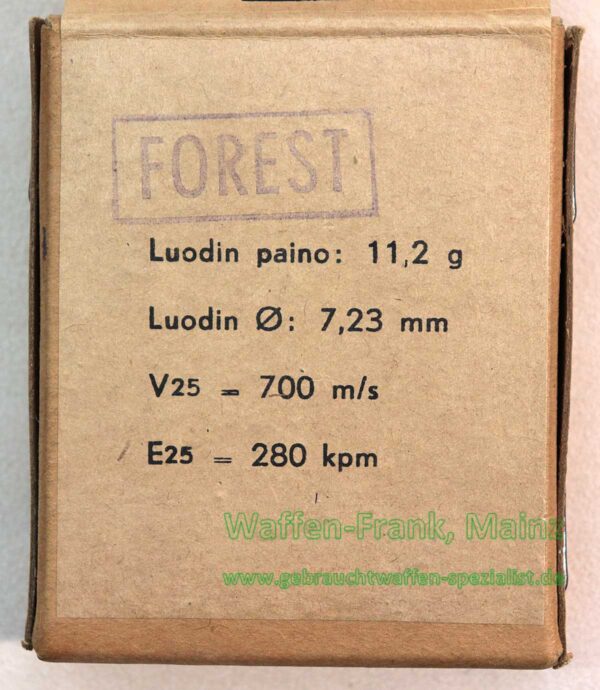 FOREST
Luodin paino: 11,2 g
Luodin Ø: 7,23 mm
V25 = 700 m/s
E25 = 280 kpm
Waffen-Frank, Mainz
www.gebrauchtwaffen-spezialist.de